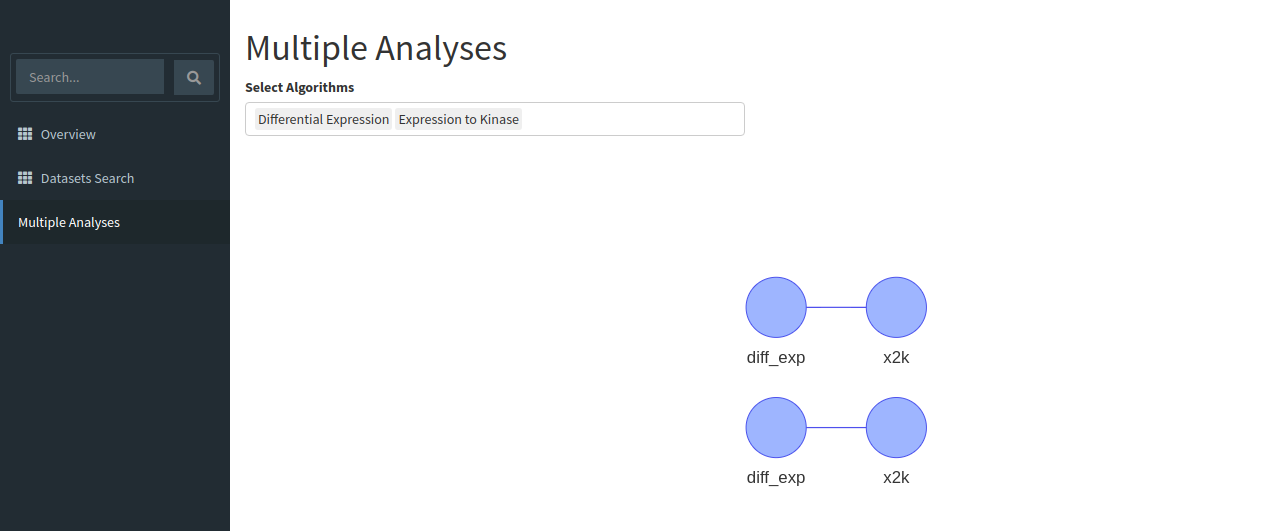 Search...
Overview
Datasets Search
Multiple Analyses
Multiple Analyses
Select Algorithms
Differential Expression Expression to Kinase
diff_exp x2k
diff_exp x2k